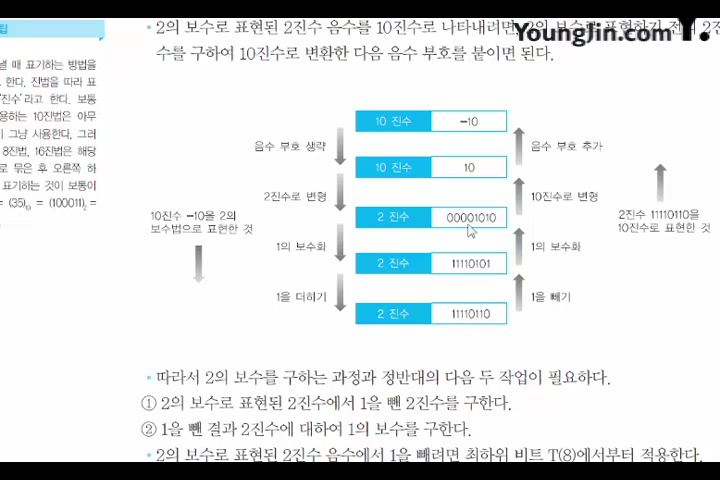 팁
• 2의 보수로 표현된 2진수 음수를 10진수로 나타내려면, 2의 보수로 표현하기 전의 2진
수를 구하여 10진수로 변환한 다음 음수 부호를 붙이면 된다.
YoungJin.com Y.
낼 때 표기하는 방법을
한다. 진법을 따라 표
'진수'라고 한다. 보통
용하는 10진법은 아무
그냥 사용한다. 그러
8진법, 16진법은 해당
로 묶은 후 오른쪽 하
표기하는 것이 보통이
= (35)₁₀ = (100011)₂ =
10 진수 -10
음수 부호 생략 음수 부호 추가
10 진수 10
2진수로 변형 10진수로 변형
2 진수 00001010
10진수 -10을 2의
보수법으로 표현한 것
2진수 11110110을
10진수로 표현한 것
1의 보수화 1의 보수화
2 진수 11110101
1을 더하기 1을 빼기
2 진수 11110110
• 따라서 2의 보수를 구하는 과정과 정반대의 다음 두 작업이 필요하다.
① 2의 보수로 표현된 2진수에서 1을 뺀 2진수를 구한다.
② 1을 뺀 결과 2진수에 대하여 1의 보수를 구한다.
• 2의 보수로 표현된 2진수 음수에서 1을 빼려면 최하위 비트 T(8)에서부터 적용한다.